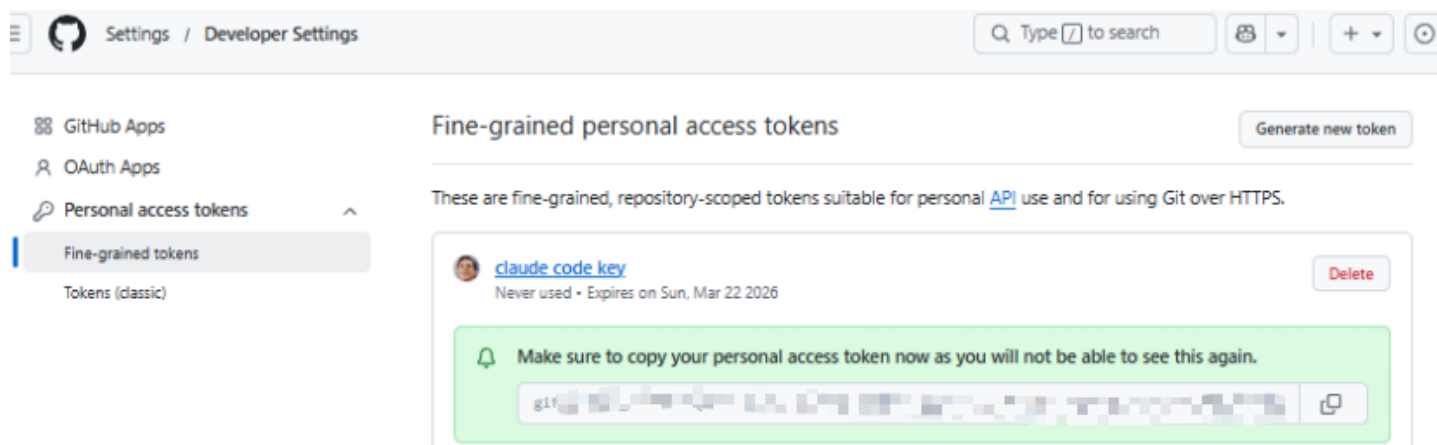 Settings / Developer Settings
Type / to search
GitHub Apps
OAuth Apps
Personal access tokens
Fine-grained tokens
Tokens (classic)
Fine-grained personal access tokens
Generate new token
These are fine-grained, repository-scoped tokens suitable for personal API use and for using Git over HTTPS.
claude code key
Delete
Never used • Expires on Sun, Mar 22 2026
Make sure to copy your personal access token now as you will not be able to see this again.